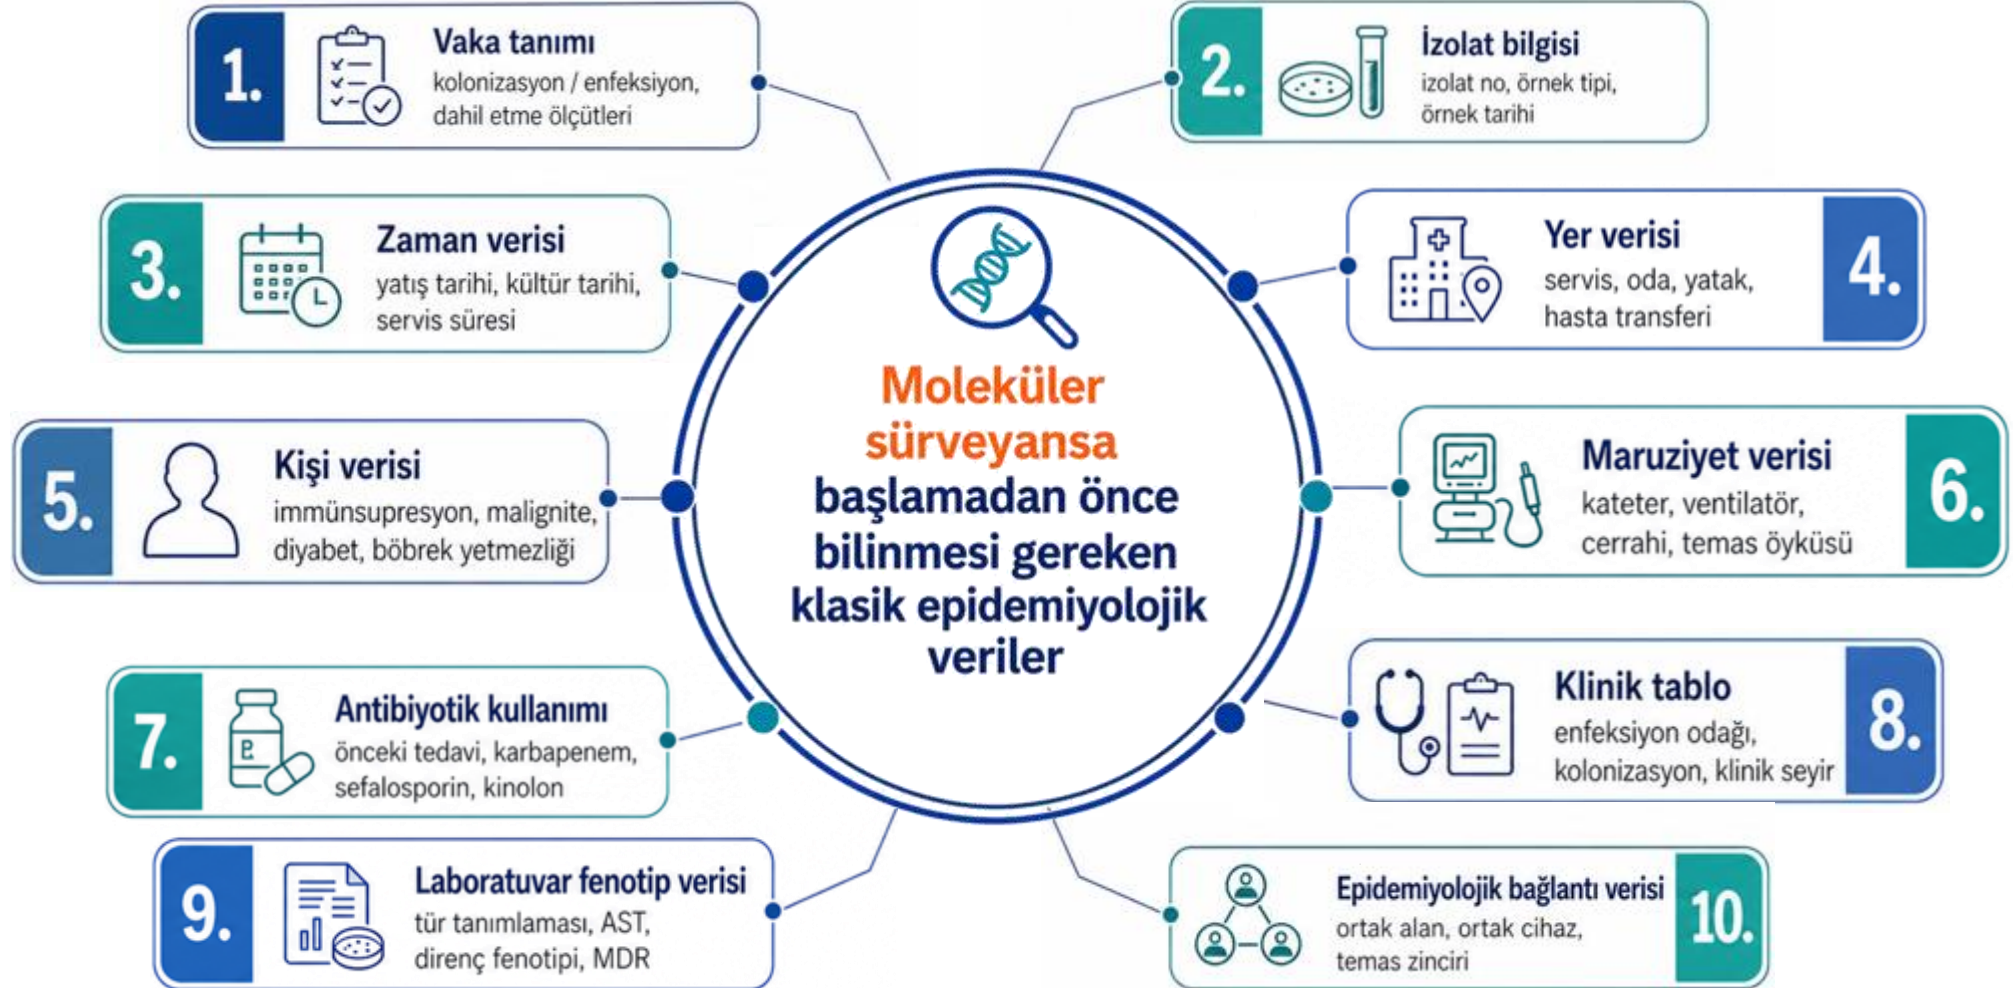 1.
Vaka tanımı
kolonizasyon / enfeksiyon,
dahil etme ölçütleri
2.
İzolat bilgisi
izolat no, örnek tipi,
örnek tarihi
3.
Zaman verisi
yatış tarihi, kültür tarihi,
servis süresi
Yer verisi
servis, oda, yatak,
hasta transferi
4.
Moleküler
sürveyansa
başlamadan önce
bilinmesi gereken
klasik epidemiyolojik
veriler
5.
Kişi verisi
immünsupresyon, malignite,
diyabet, böbrek yetmezliği
Maruziyet verisi
kateter, ventilatör,
cerrahi, temas öyküsü
6.
7.
Antibiyotik kullanımı
önceki tedavi, karbapenem,
sefalosporin, kinolon
Klinik tablo
enfeksiyon odağı,
kolonizasyon, klinik seyir
8.
9.
Laboratuvar fenotip verisi
tür tanımlaması, AST,
direnç fenotipi, MDR
Epidemiyolojik bağlantı verisi
ortak alan, ortak cihaz,
temas zinciri
10.